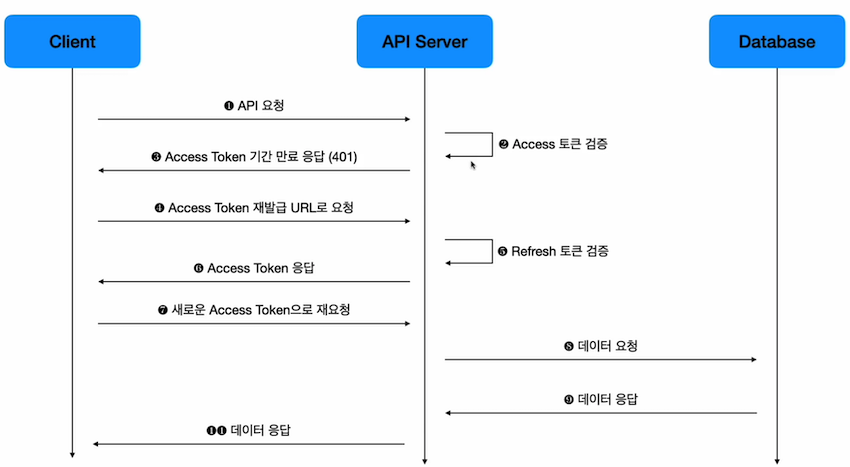 Client
API Server
Database
❶ API 요청
❷ Access 토큰 검증
❸ Access Token 기간 만료 응답 (401)
❹ Access Token 재발급 URL로 요청
❺ Refresh 토큰 검증
❻ Access Token 응답
❼ 새로운 Access Token으로 재요청
❽ 데이터 요청
❾ 데이터 응답
❶❶ 데이터 응답